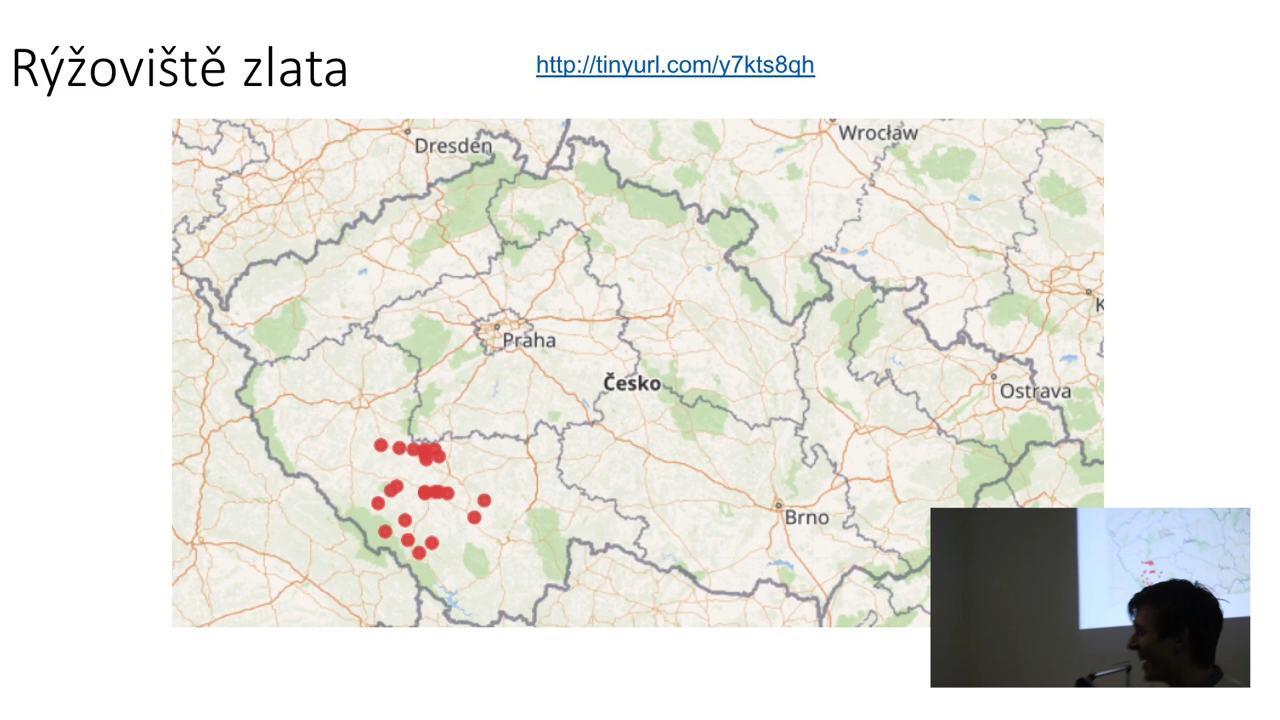 Rýžoviště zlata
http://tinyurl.com/y7kts8qh
Dresden
Wrocław
K
Praha
Česko
Ostrava
Brno